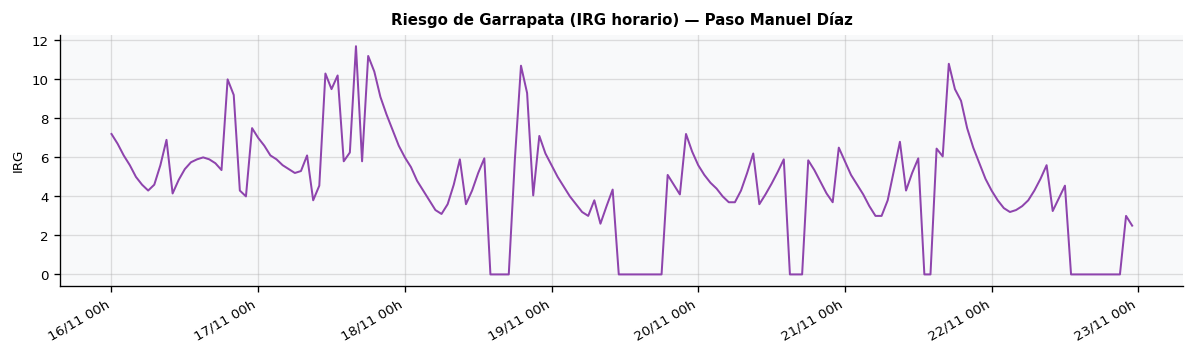 Riesgo de Garrapata (IRG horario) — Paso Manuel Díaz
IRG
12
10
8
6
4
2
0
16/11 00h
17/11 00h
18/11 00h
19/11 00h
20/11 00h
21/11 00h
22/11 00h
23/11 00h